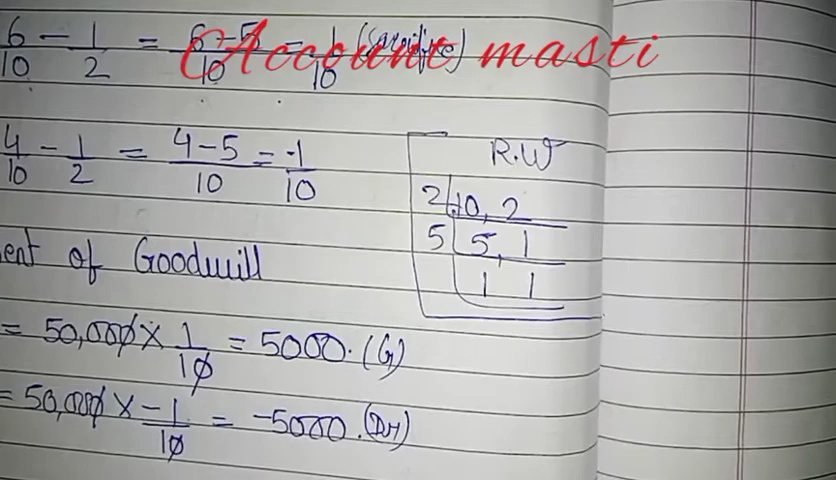 Account masti
6/10 - 1/2 = 6-5/10 = 1/10 (Sacrifice)
4/10 - 1/2 = 4-5/10 = -1/10
R.W
2 10, 2
5 5, 1
1 1
ent of Goodwill
= 50,000 × 1/10 = 5000. (Cr)
= 50,000 × -1/10 = -5000. (Dr)